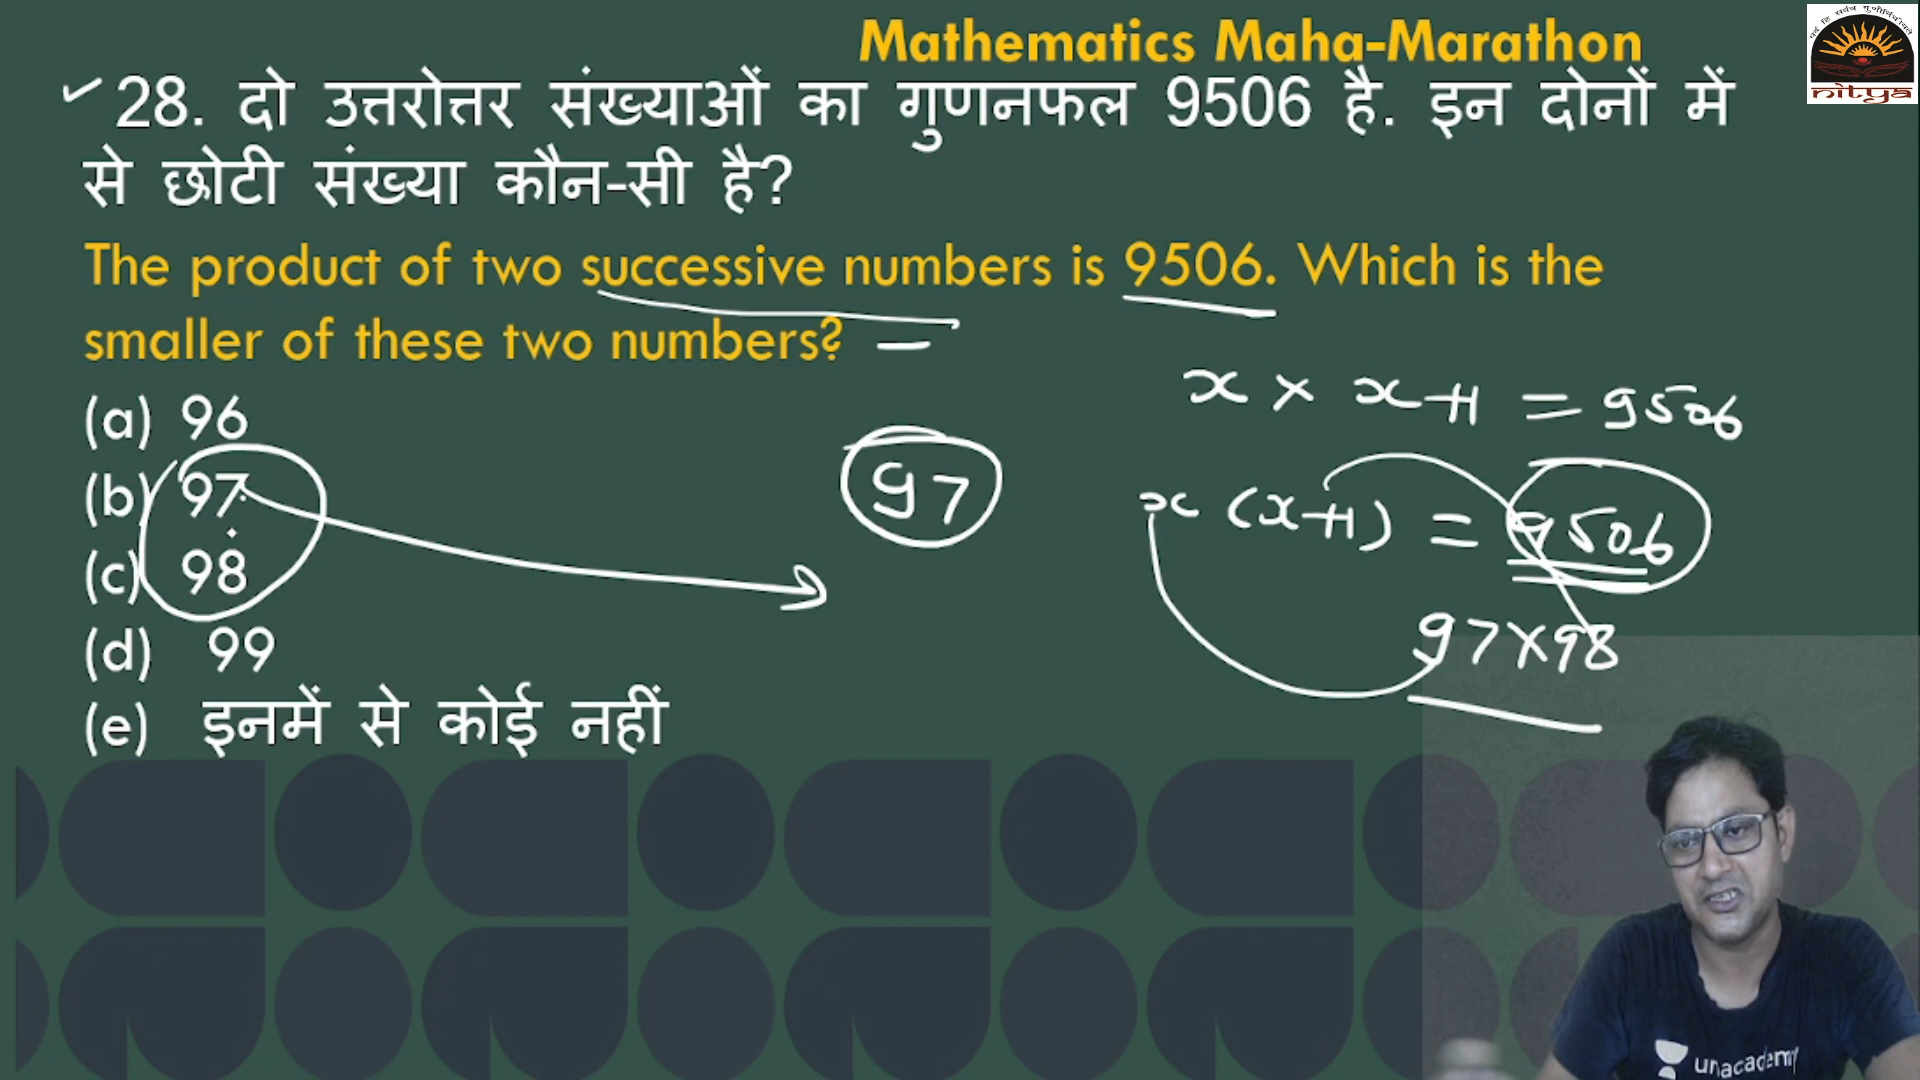 Mathematics Maha-Marathon
28. दो उत्तरोत्तर संख्याओं का गुणनफल 9506 है. इन दोनों में
से छोटी संख्या कौन-सी है?
The product of two successive numbers is 9506. Which is the
smaller of these two numbers?
(a) 96
(b) 97
(c) 98
(d) 99
(e) इनमें से कोई नहीं
97
x × x+1 = 9506
x (x+1) = 9506
97×98
nitya
unacademy